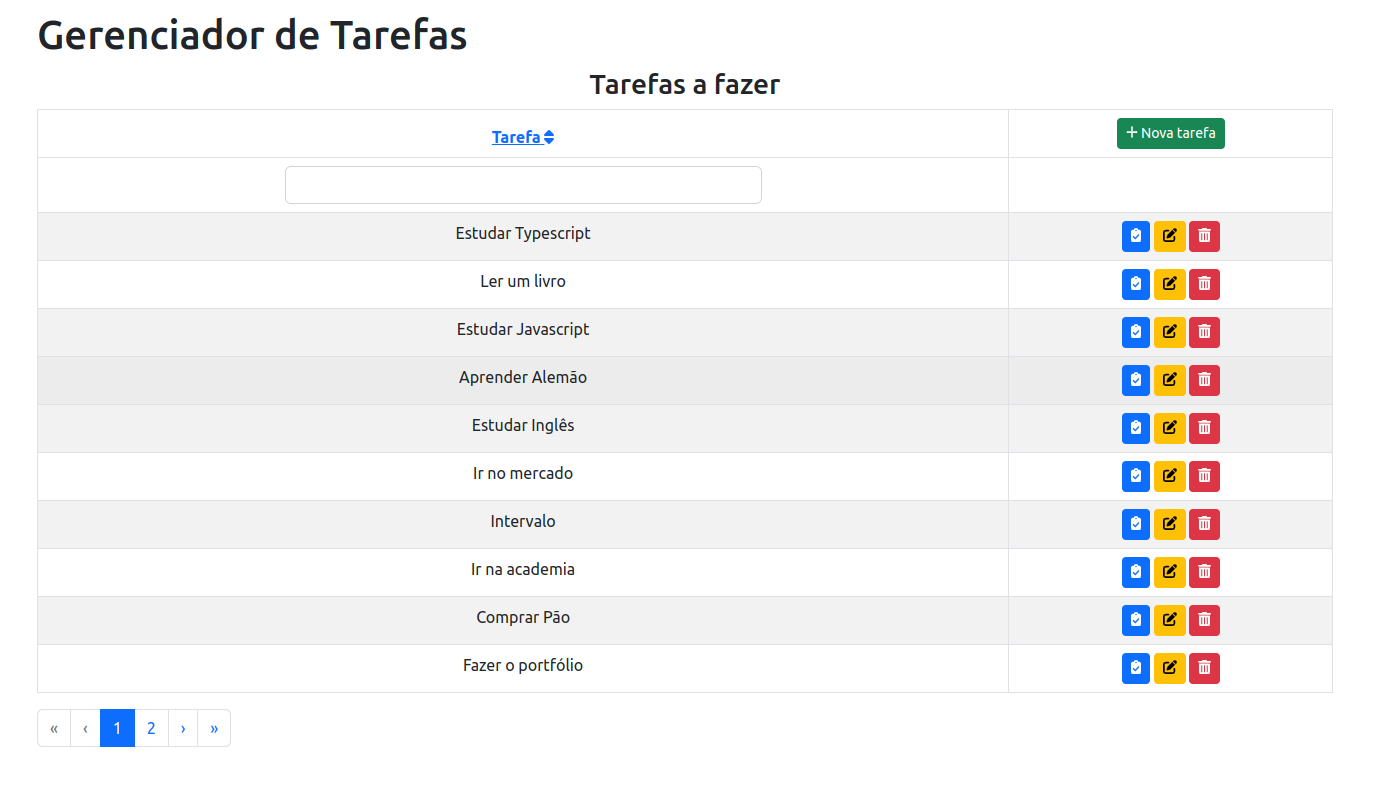 Gerenciador de Tarefas
Tarefas a fazer
Tarefa
+ Nova tarefa
Estudar Typescript
Ler um livro
Estudar Javascript
Aprender Alemão
Estudar Inglês
Ir no mercado
Intervalo
Ir na academia
Comprar Pão
Fazer o portfólio
« ‹ 1 2 › »